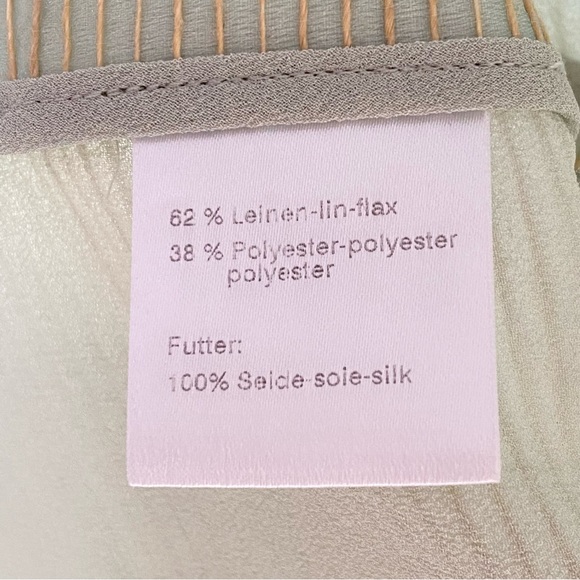 62 % Leinen-lin-flax
38 % Polyester-polyester
polyester
Futter:
100% Seide-soie-silk